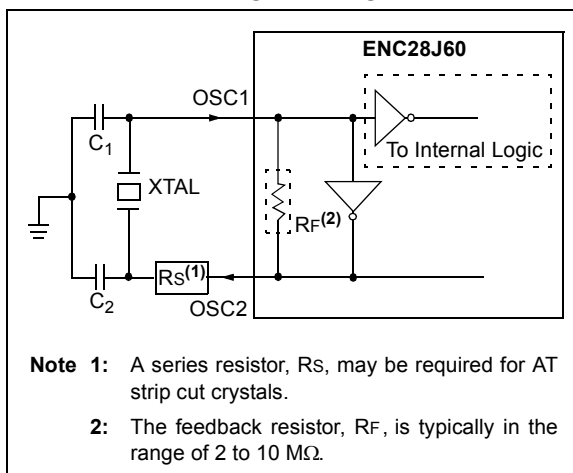 ENC28J60
OSC1
C1
To Internal Logic
XTAL
RF(2)
C2
RS(1)
OSC2
Note 1: A series resistor, RS, may be required for AT
strip cut crystals.
2: The feedback resistor, RF, is typically in the
range of 2 to 10 MΩ.